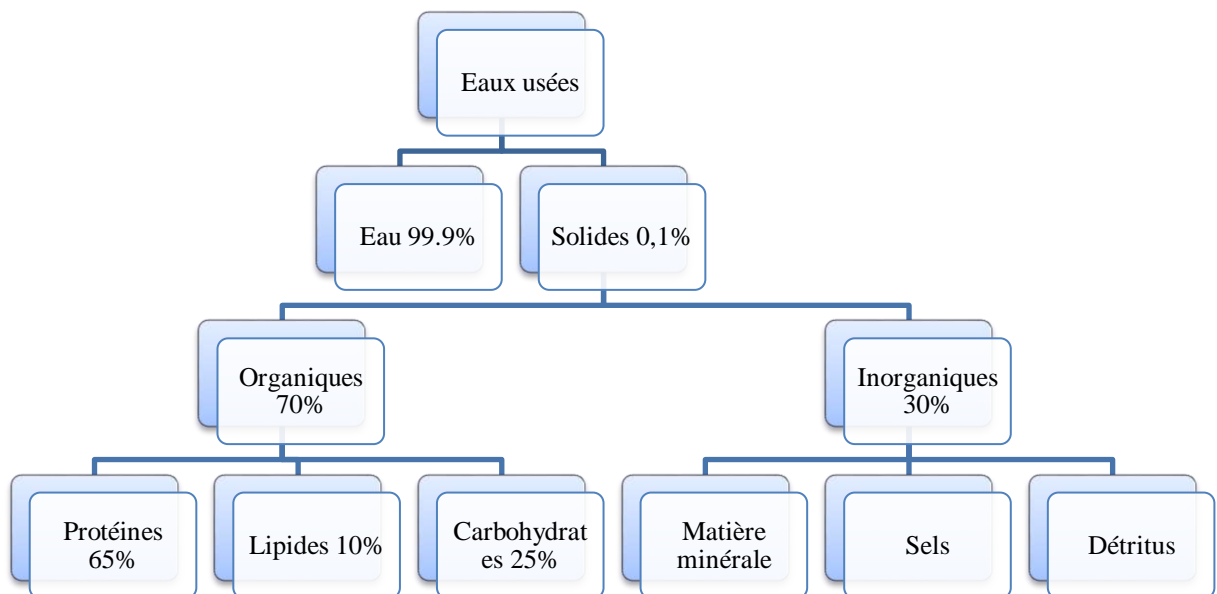 Eaux usées
Eau 99.9%
Solides 0,1%
Organiques
70%
Inorganiques
30%
Protéines
65%
Lipides 10%
Carbohydrat
es 25%
Matière
minérale
Sels
Détritus